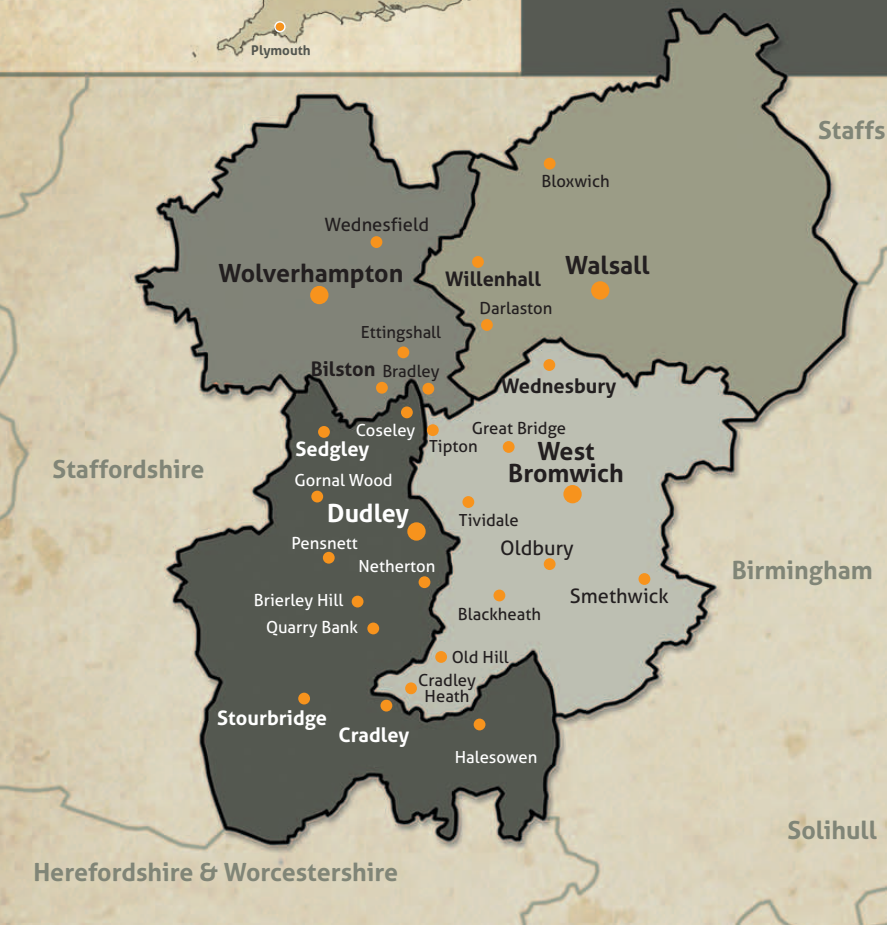 Plymouth
Staffs
Bloxwich
Wednesfield
Wolverhampton
Willenhall
Walsall
Darlaston
Ettingshall
Bilston
Bradley
Wednesbury
Coseley
Sedgley
Tipton
Great Bridge
West
Bromwich
Staffordshire
Gornal Wood
Dudley
Tividale
Pensnett
Oldbury
Netherton
Birmingham
Smethwick
Brierley Hill
Blackheath
Quarry Bank
Old Hill
Cradley
Heath
Stourbridge
Cradley
Halesowen
Solihull
Herefordshire & Worcestershire